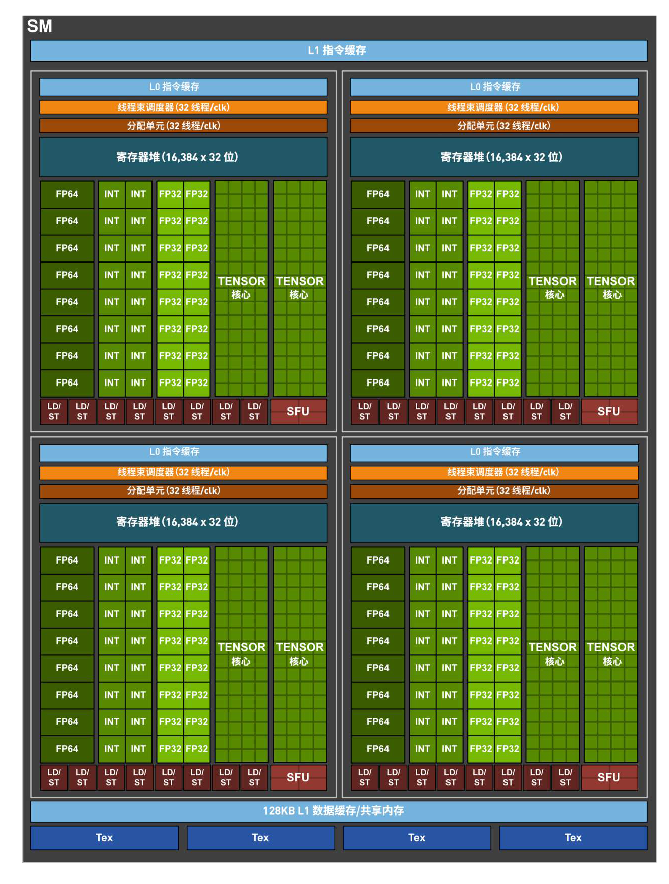 SM
L1 指令缓存
L0 指令缓存
线程束调度器(32 线程/clk)
分配单元(32 线程/clk)
寄存器堆(16,384 x 32 位)
FP64 INT INT FP32 FP32
FP64 INT INT FP32 FP32
FP64 INT INT FP32 FP32
FP64 INT INT FP32 FP32 TENSOR TENSOR
核心 核心
FP64 INT INT FP32 FP32
FP64 INT INT FP32 FP32
FP64 INT INT FP32 FP32
FP64 INT INT FP32 FP32
LD/ LD/ LD/ LD/ LD/ LD/ LD/ LD/ SFU
ST ST ST ST ST ST ST ST
L0 指令缓存
线程束调度器(32 线程/clk)
分配单元(32 线程/clk)
寄存器堆(16,384 x 32 位)
FP64 INT INT FP32 FP32
FP64 INT INT FP32 FP32
FP64 INT INT FP32 FP32
FP64 INT INT FP32 FP32 TENSOR TENSOR
核心 核心
FP64 INT INT FP32 FP32
FP64 INT INT FP32 FP32
FP64 INT INT FP32 FP32
FP64 INT INT FP32 FP32
LD/ LD/ LD/ LD/ LD/ LD/ LD/ LD/ SFU
ST ST ST ST ST ST ST ST
L0 指令缓存
线程束调度器(32 线程/clk)
分配单元(32 线程/clk)
寄存器堆(16,384 x 32 位)
FP64 INT INT FP32 FP32
FP64 INT INT FP32 FP32
FP64 INT INT FP32 FP32
FP64 INT INT FP32 FP32 TENSOR TENSOR
核心 核心
FP64 INT INT FP32 FP32
FP64 INT INT FP32 FP32
FP64 INT INT FP32 FP32
FP64 INT INT FP32 FP32
LD/ LD/ LD/ LD/ LD/ LD/ LD/ LD/ SFU
ST ST ST ST ST ST ST ST
L0 指令缓存
线程束调度器(32 线程/clk)
分配单元(32 线程/clk)
寄存器堆(16,384 x 32 位)
FP64 INT INT FP32 FP32
FP64 INT INT FP32 FP32
FP64 INT INT FP32 FP32
FP64 INT INT FP32 FP32 TENSOR TENSOR
核心 核心
FP64 INT INT FP32 FP32
FP64 INT INT FP32 FP32
FP64 INT INT FP32 FP32
FP64 INT INT FP32 FP32
LD/ LD/ LD/ LD/ LD/ LD/ LD/ LD/ SFU
ST ST ST ST ST ST ST ST
128KB L1 数据缓存/共享内存
Tex Tex Tex Tex